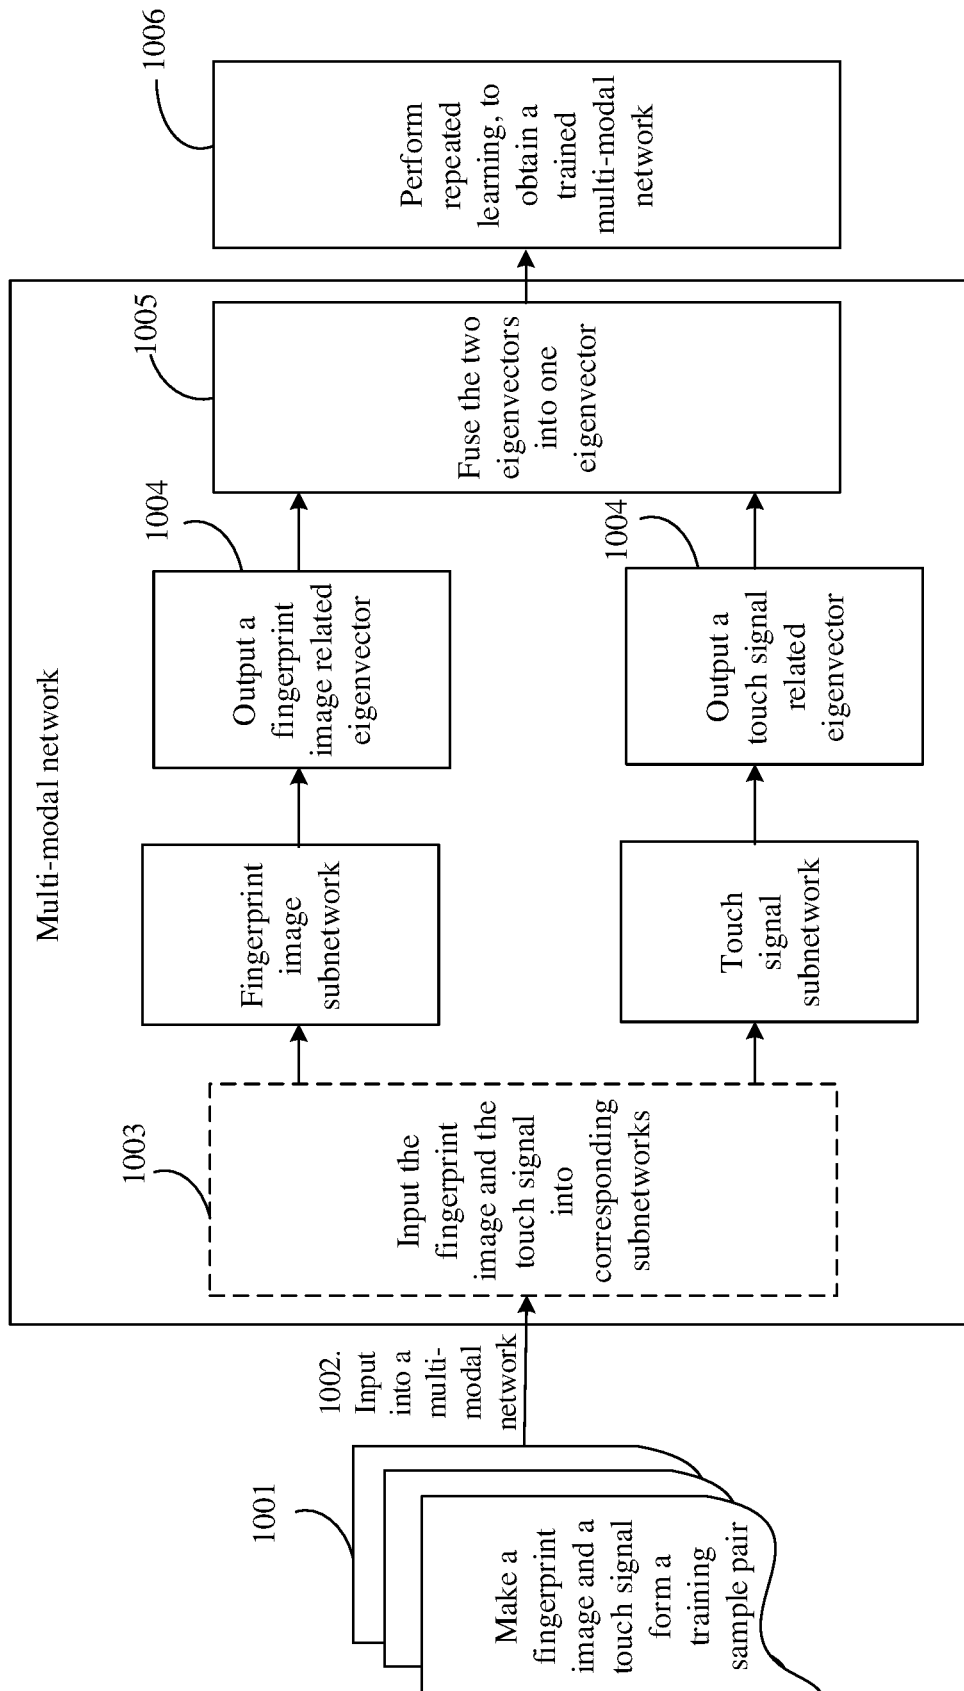 Multi-modal network
1001
Make a
fingerprint
image and a
touch signal
form a
training
sample pair
1002.
Input
into a
multi-
modal
network
1003
Input the
fingerprint
image and the
touch signal
into
corresponding
subnetworks
Fingerprint
image
subnetwork
1004
Output a
fingerprint
image related
eigenvector
Touch
signal
subnetwork
1004
Output a
touch signal
related
eigenvector
1005
Fuse the two
eigenvectors
into one
eigenvector
1006
Perform
repeated
learning, to
obtain a
trained
multi-modal
network